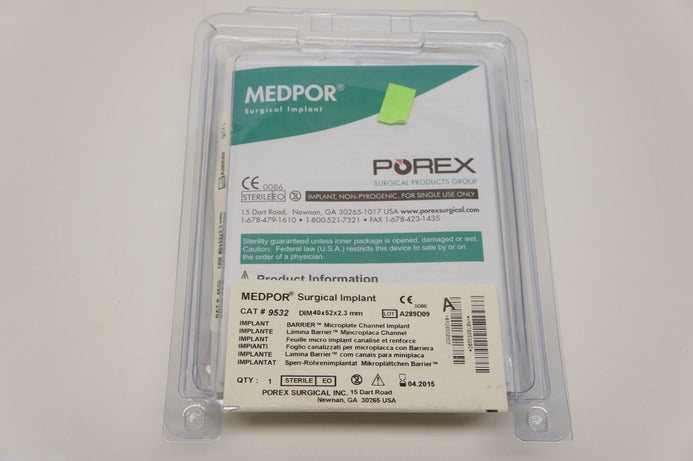 MEDPOR®
Surgical Implant
POREX
SURGICAL PRODUCTS GROUP
CE 0086
STERILE EO
IMPLANT, NON-PYROGENIC, FOR SINGLE USE ONLY
15 Dart Road, Newnan, GA 30265-1017 USA www.porexsurgical.com
1-678-479-1610 • 1-800-521-7321 • FAX 1-678-423-1435
Sterility guaranteed unless inner package is opened, damaged or wet.
Caution: Federal law (U.S.A.) restricts this device to sale by or on
the order of a physician.
Product Information
MEDPOR® Surgical Implant
CE 0086
A
CAT # 9532 DIM40x52x2.3 mm LOT A289D09
IMPLANT BARRIER™ Microplate Channel Implant
IMPLANTE Lámina Barrier™ Mincroplaca Channel
IMPLANT Feuille micro implant canalise et renforcé
IMPIANTI Foglio canalizzati per microplacca con Barriera
IMPLANTE Lamina Barrier™ com canais para miniplaca
IMPLANTAT Sperr-Röhrenimplantat Mikroplättchen Barrier™
QTY : 1 STERILE EO 04.2015
POREX SURGICAL INC. 15 Dart Road
Newnan, GA 30265 USA